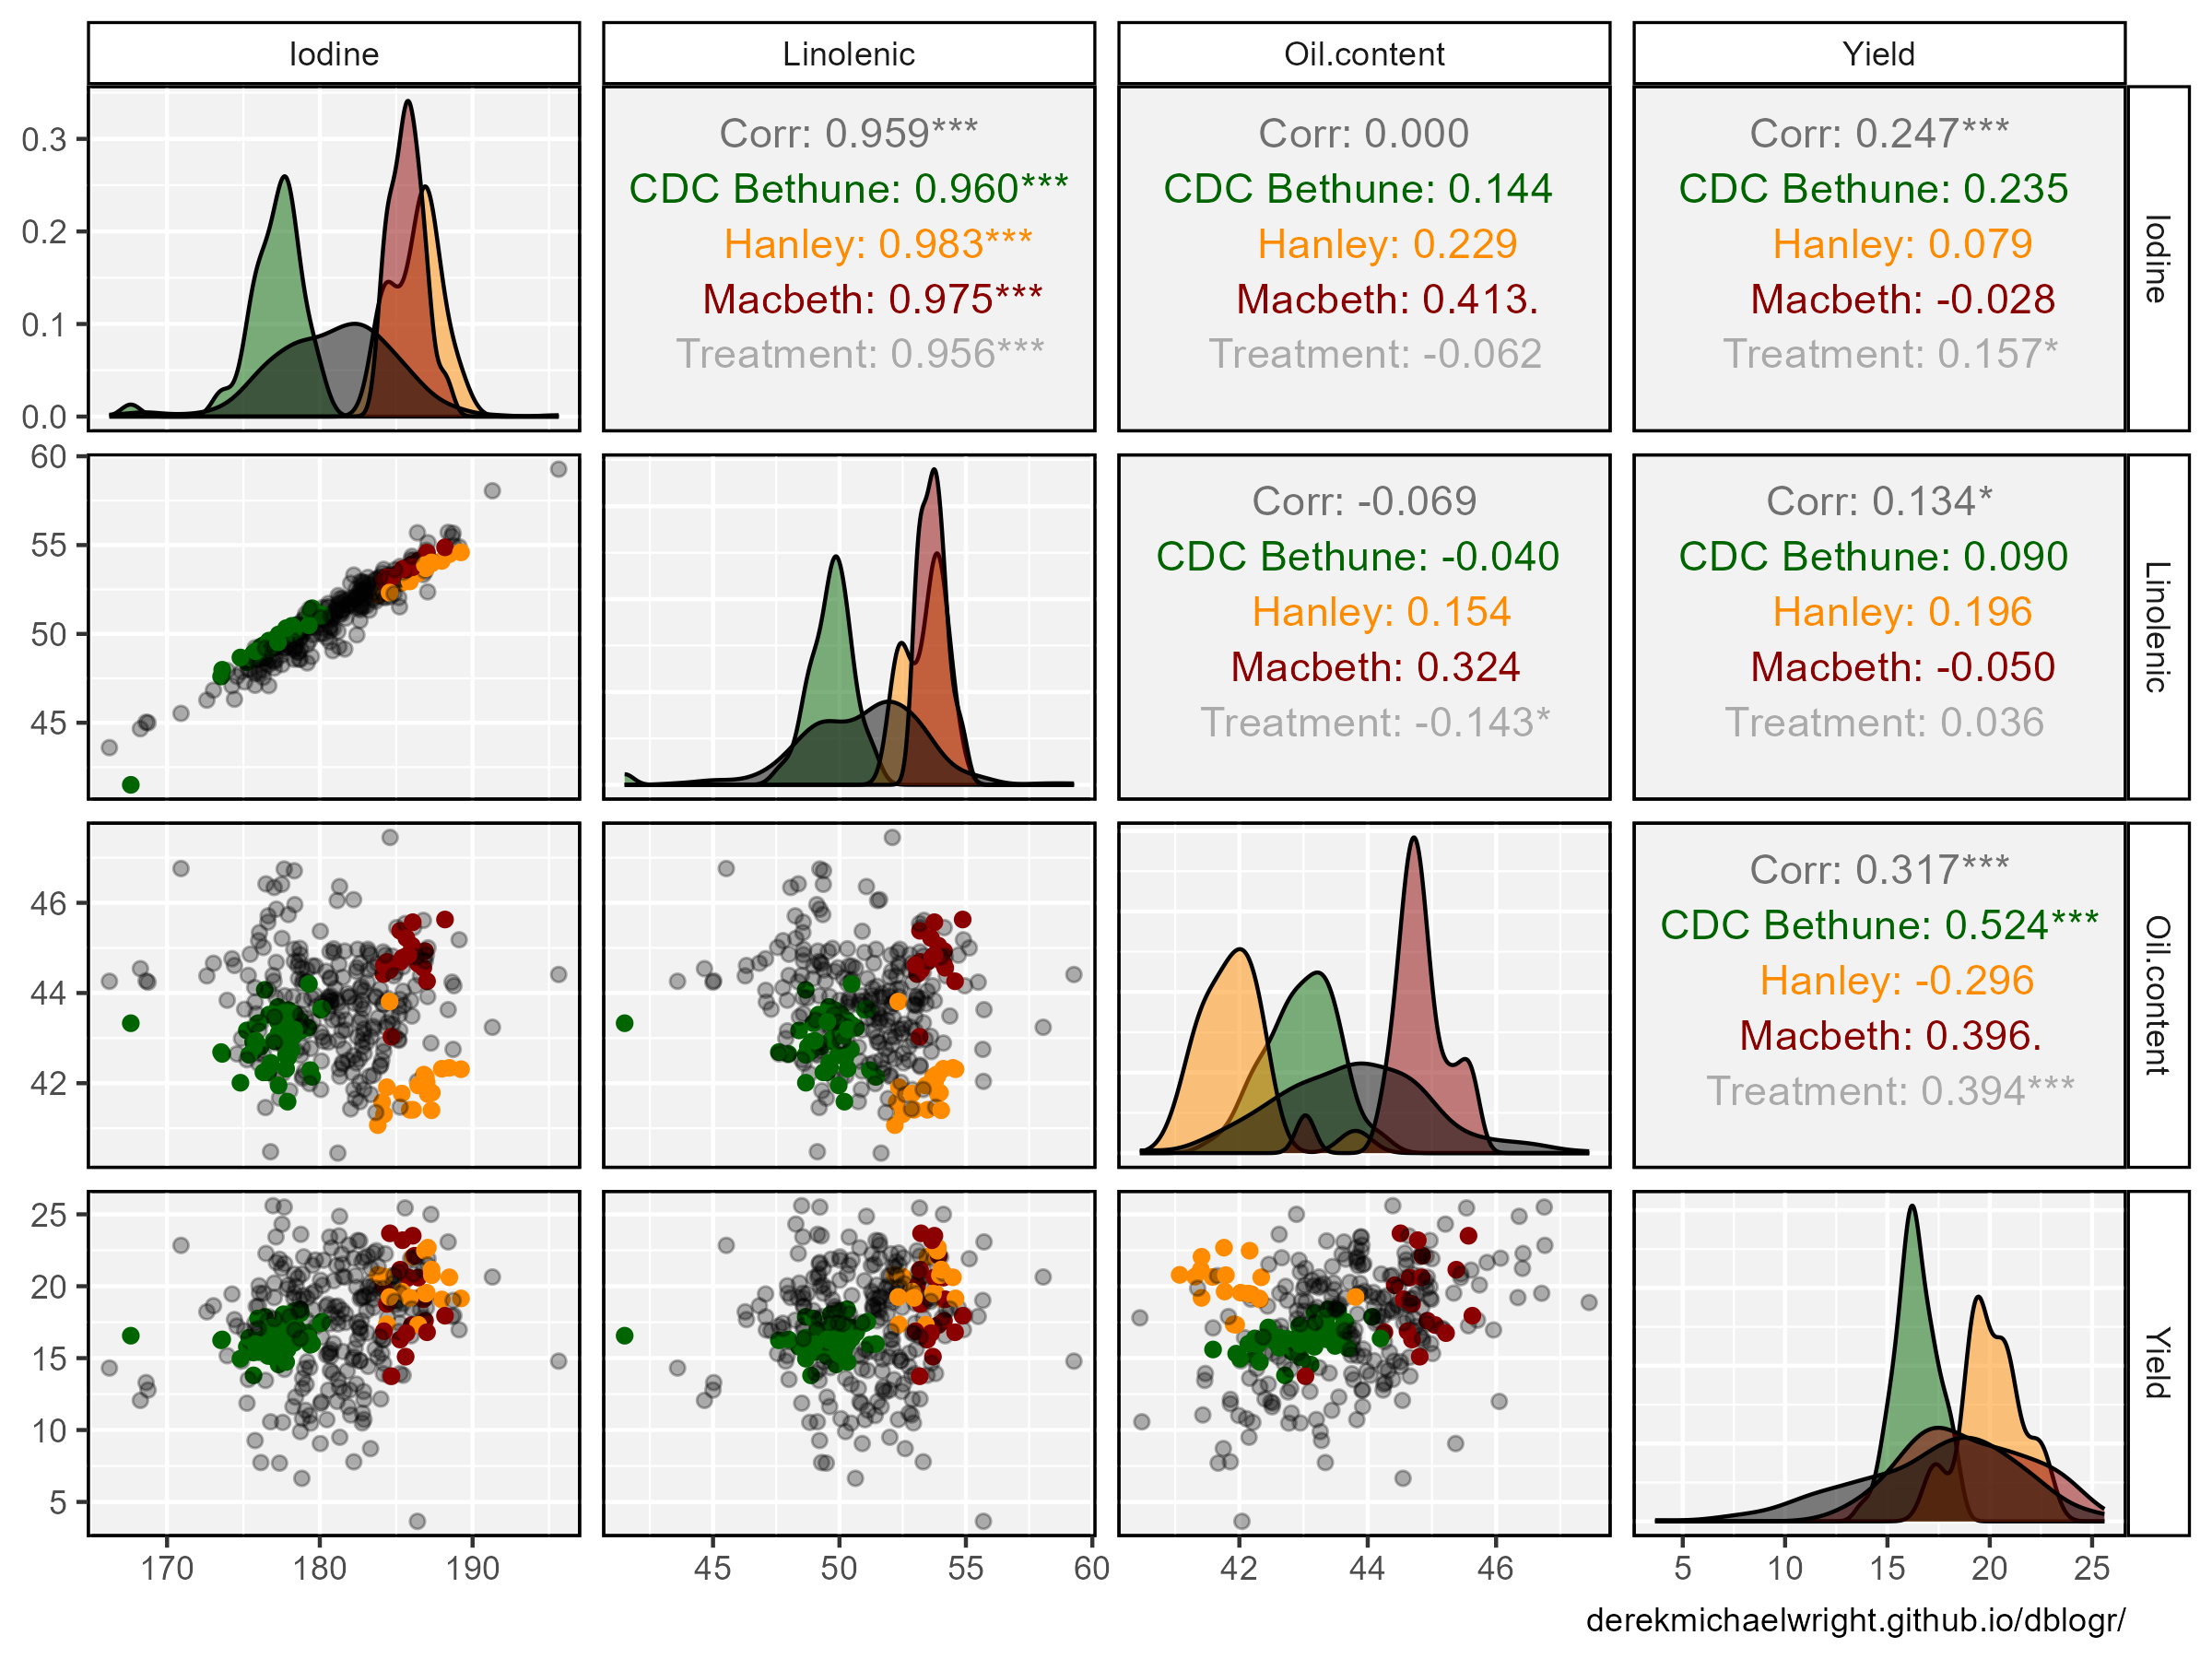 Iodine
Linolenic
Oil.content
Yield
0.3
0.2
0.1
0.0
Corr: 0.959***
CDC Bethune: 0.960***
Hanley: 0.983***
Macbeth: 0.975***
Treatment: 0.956***
Corr: 0.000
CDC Bethune: 0.144
Hanley: 0.229
Macbeth: 0.413.
Treatment: -0.062
Corr: 0.247***
CDC Bethune: 0.235
Hanley: 0.079
Macbeth: -0.028
Treatment: 0.157*
Iodine
60
55
50
45
Corr: -0.069
CDC Bethune: -0.040
Hanley: 0.154
Macbeth: 0.324
Treatment: -0.143*
Corr: 0.134*
CDC Bethune: 0.090
Hanley: 0.196
Macbeth: -0.050
Treatment: 0.036
Linolenic
46
44
42
Corr: 0.317***
CDC Bethune: 0.524***
Hanley: -0.296
Macbeth: 0.396.
Treatment: 0.394***
Oil.content
25
20
15
10
5
Yield
170 180 190
45 50 55 60
42 44 46
5 10 15 20 25
derekmichaelwright.github.io/dblogr/